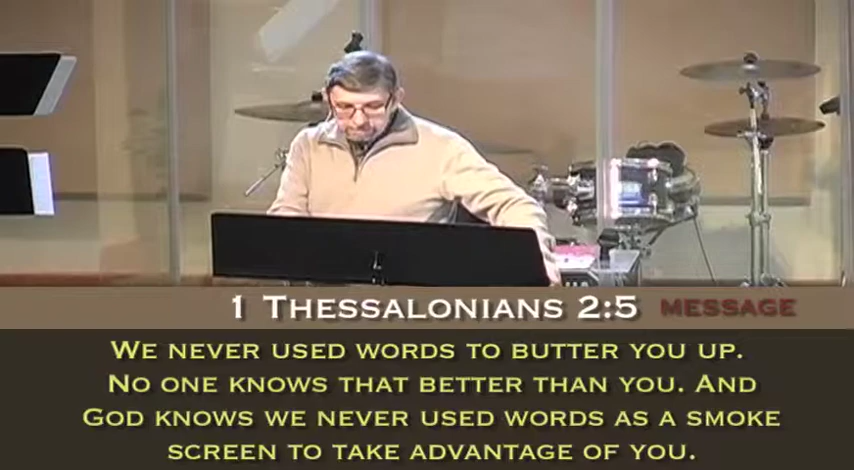 1 Thessalonians 2:5 MESSAGE
We never used words to butter you up.
No one knows that better than you. And
God knows we never used words as a smoke
screen to take advantage of you.